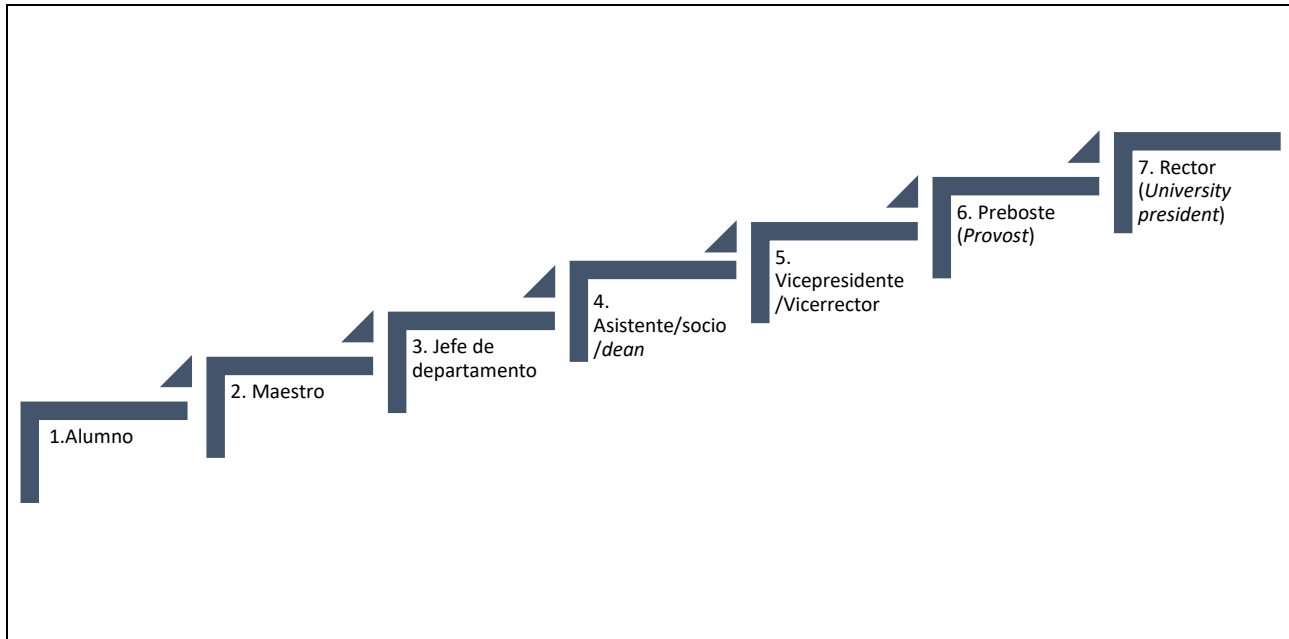 1.Alumno
2. Maestro
3. Jefe de
departamento
4.
Asistente/socio
/dean
5.
Vicepresidente
/Vicerrector
6. Preboste
(Provost)
7. Rector
(University
president)